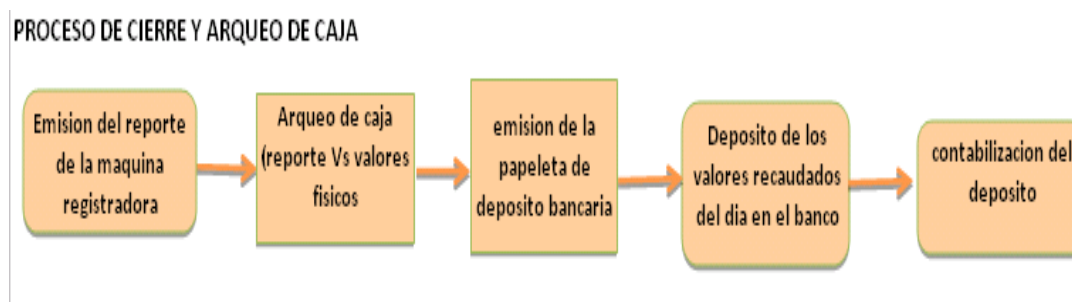 PROCESO DE CIERRE Y ARQUEO DE CAJA
Emision del reporte
de la maquina
registradora
Arqueo de caja
(reporte Vs valores
fisicos
emision de la
papeleta de
deposito bancaria
Deposito de los
valores recaudados
del dia en el banco
contabilizacion del
deposito